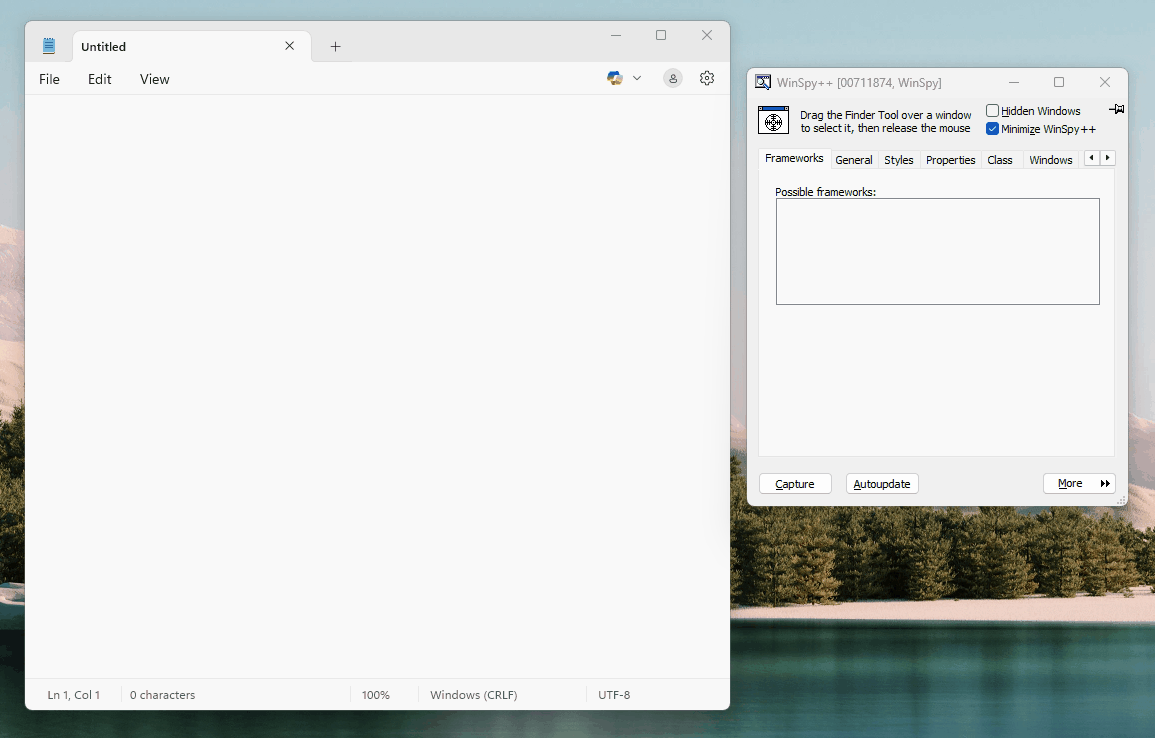 Untitled
File Edit View
Ln 1, Col 1 0 characters 100% Windows (CRLF) UTF-8
WinSpy++ [00711874, WinSpy]
Drag the Finder Tool over a window
to select it, then release the mouse
Hidden Windows
Minimize WinSpy++
Frameworks General Styles Properties Class Windows
Possible frameworks:
Capture Autoupdate More